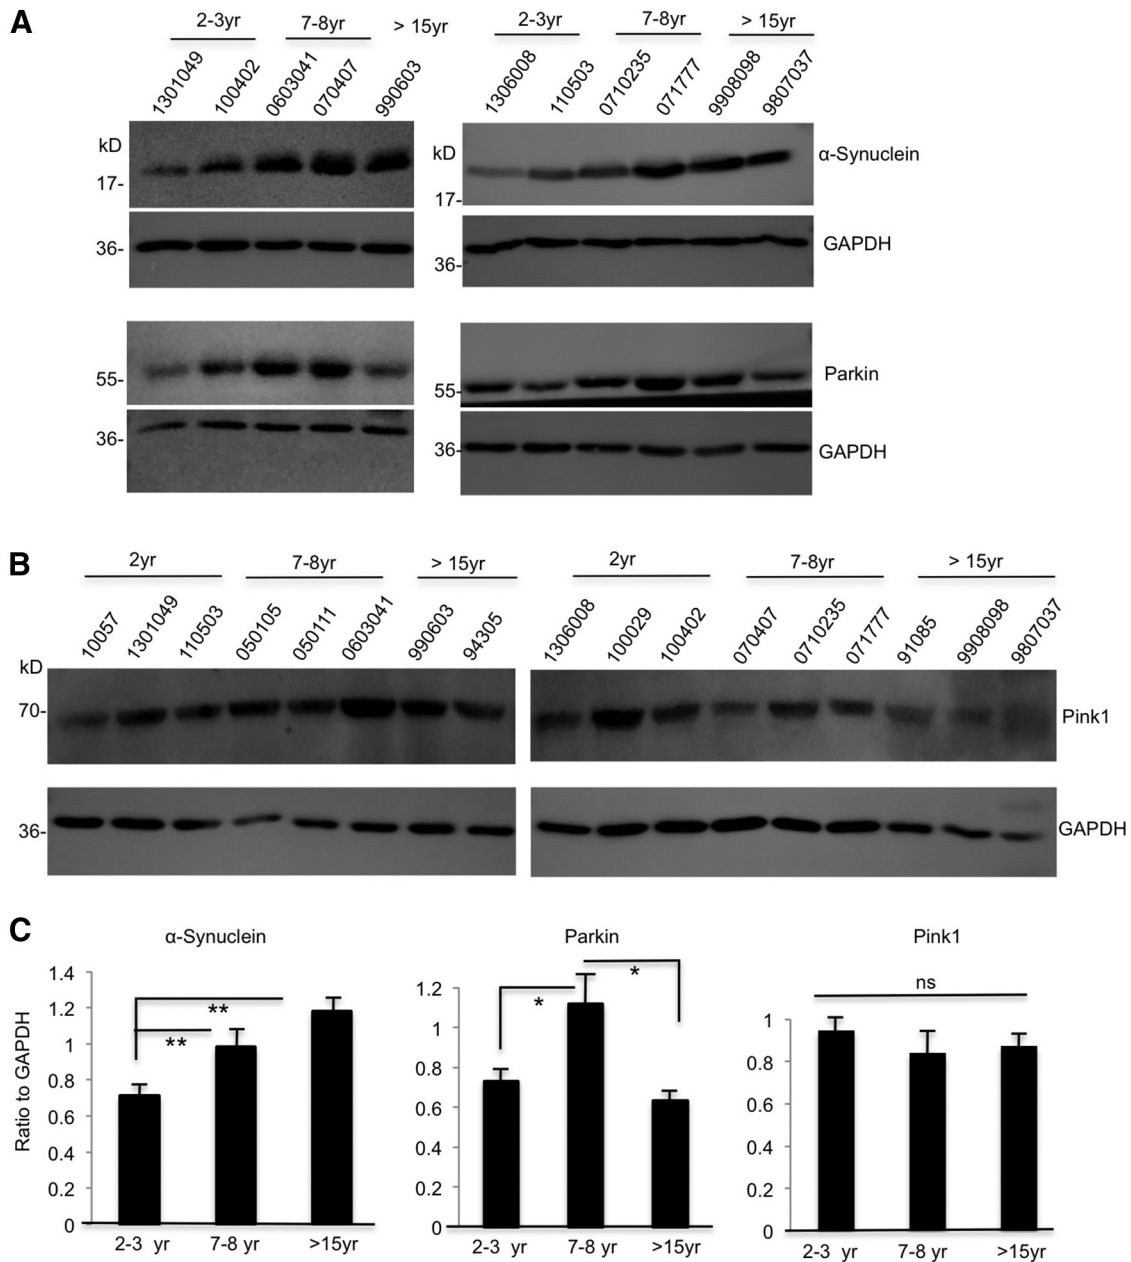 A
2-3yr 7-8yr > 15yr 2-3yr 7-8yr > 15yr
1301049 100402 0603041 070407 990603 1306008 110503 0710235 071777 9908098 9807037
kD kD α-Synuclein
17- 17-
36- 36- GAPDH
55- 55- Parkin
36- 36- GAPDH
B
2yr 7-8yr > 15yr 2yr 7-8yr > 15yr
10057 1301049 110503 050105 050111 0603041 990603 94305 1306008 100029 100402 070407 0710235 071777 91085 9908098 9807037
kD
70- Pink1
36- GAPDH
C
α-Synuclein
Ratio to GAPDH
1.4
1.2
1
0.8
0.6
0.4
0.2
0
**
**
2-3 yr 7-8 yr >15yr
Parkin
1.2
1
0.8
0.6
0.4
0.2
0
*
*
2-3 yr 7-8 yr >15yr
Pink1
ns
1
0.8
0.6
0.4
0.2
0
2-3 yr 7-8 yr >15yr